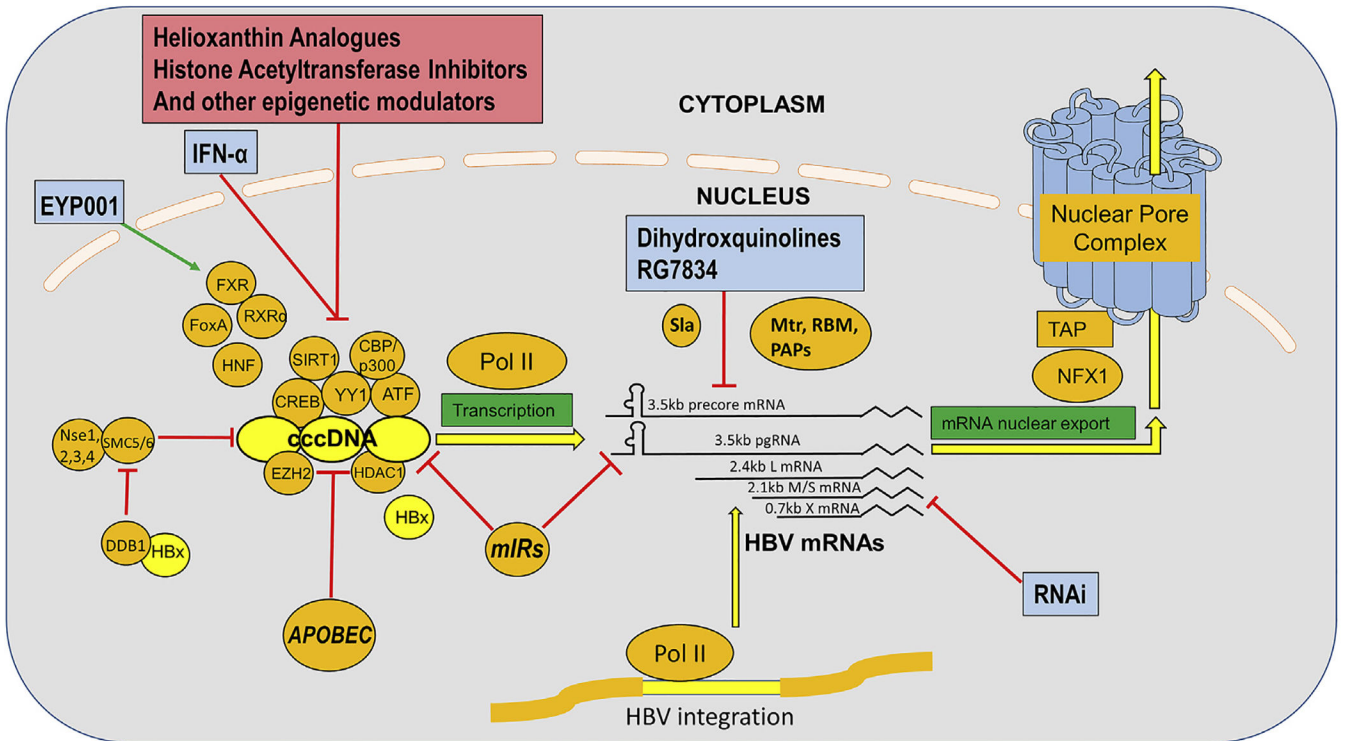 Helioxanthin Analogues
Histone Acetyltransferase Inhibitors
And other epigenetic modulators
CYTOPLASM
IFN-α
EYP001
NUCLEUS
Dihydroxquinolines
RG7834
Nuclear Pore
Complex
FXR
RXRα
FoxA
HNF
Sla
Mtr, RBM,
PAPs
TAP
NFX1
SIRT1
CBP/
p300
CREB
YY1
ATF
Pol II
Transcription
3.5kb precore mRNA
mRNA nuclear export
Nse1,
2,3,4
SMC5/6
cccDNA
3.5kb pgRNA
EZH2
HDAC1
2.4kb L mRNA
2.1kb M/S mRNA
0.7kb X mRNA
HBx
DDB1
HBx
mIRs
HBV mRNAs
RNAi
APOBEC
Pol II
HBV integration